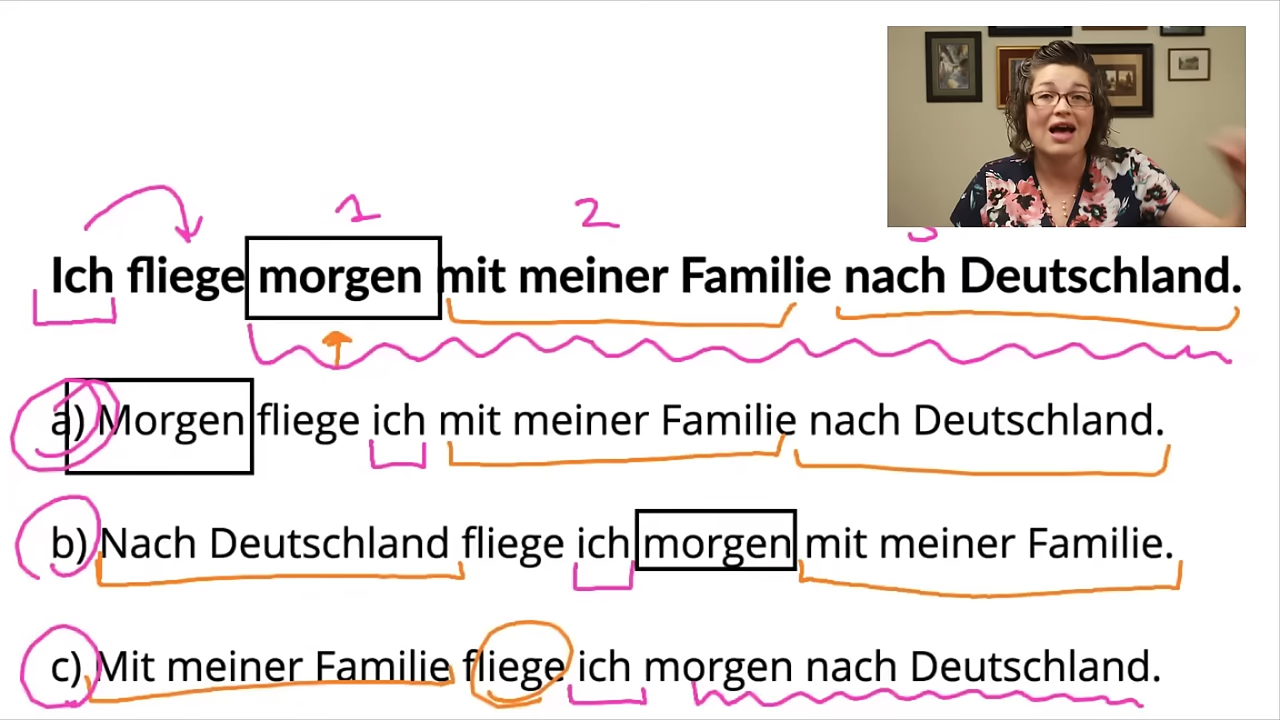 1 2
Ich fliege morgen mit meiner Familie nach Deutschland.
a) Morgen fliege ich mit meiner Familie nach Deutschland.
b) Nach Deutschland fliege ich morgen mit meiner Familie.
c) Mit meiner Familie fliege ich morgen nach Deutschland.